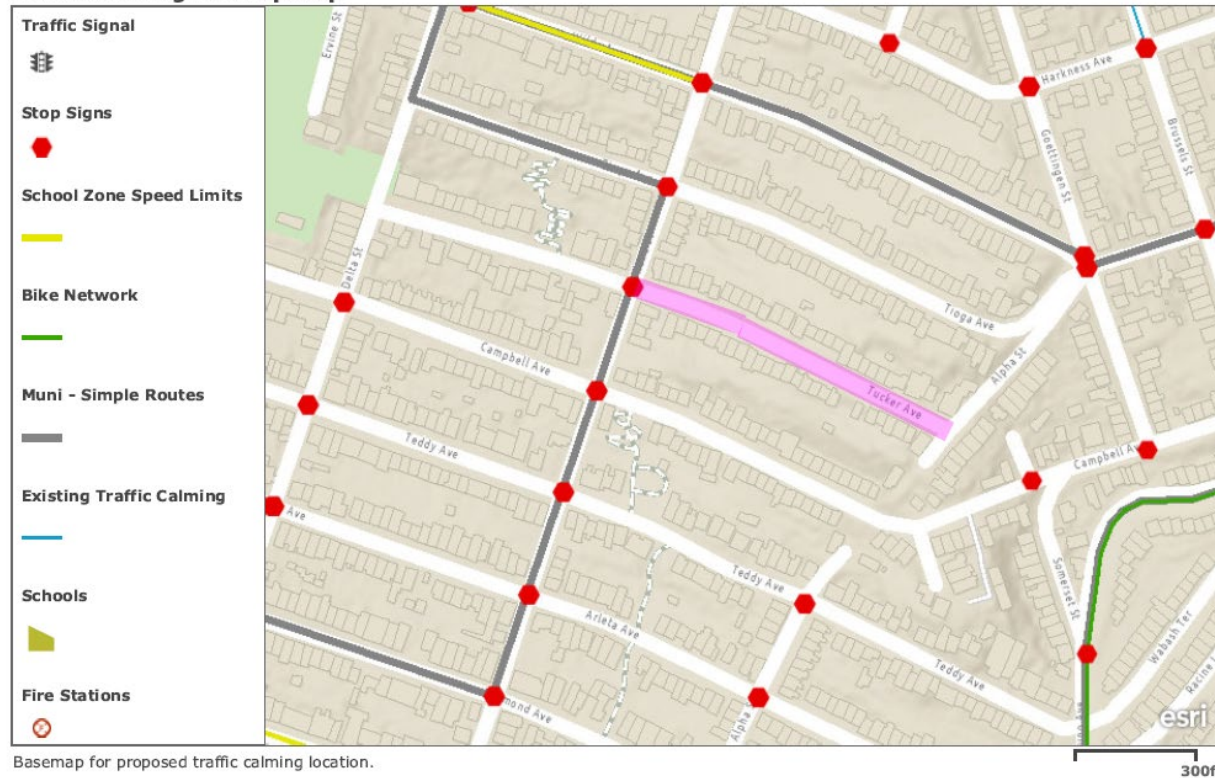 Traffic Signal
Stop Signs
School Zone Speed Limits
Bike Network
Muni - Simple Routes
Existing Traffic Calming
Schools
Fire Stations
Ervine St
Harkness Ave
Goettingen St
Brussels St
Delta St
Tioga Ave
Alpha St
Campbell Ave
Tucker Ave
Teddy Ave
Campbell Av
Ave
Somerset St
Teddy Ave
Arleta Ave
Teddy Ave
Wabash Ter
Racine
mond Ave
Alpha S
esri
Basemap for proposed traffic calming location.
300f